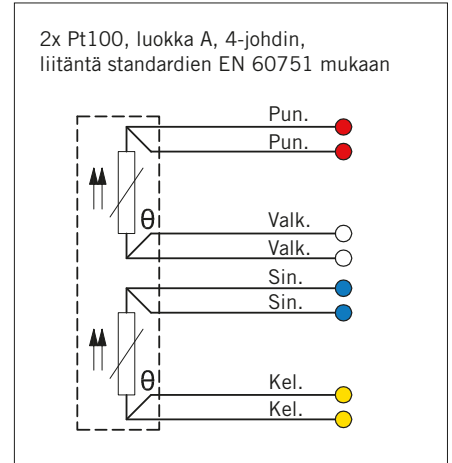 2x Pt100, luokka A, 4-johdin,
liitäntä standardien EN 60751 mukaan
Pun.
Pun.
θ
Valk.
Valk.
Sin.
Sin.
θ
Kel.
Kel.